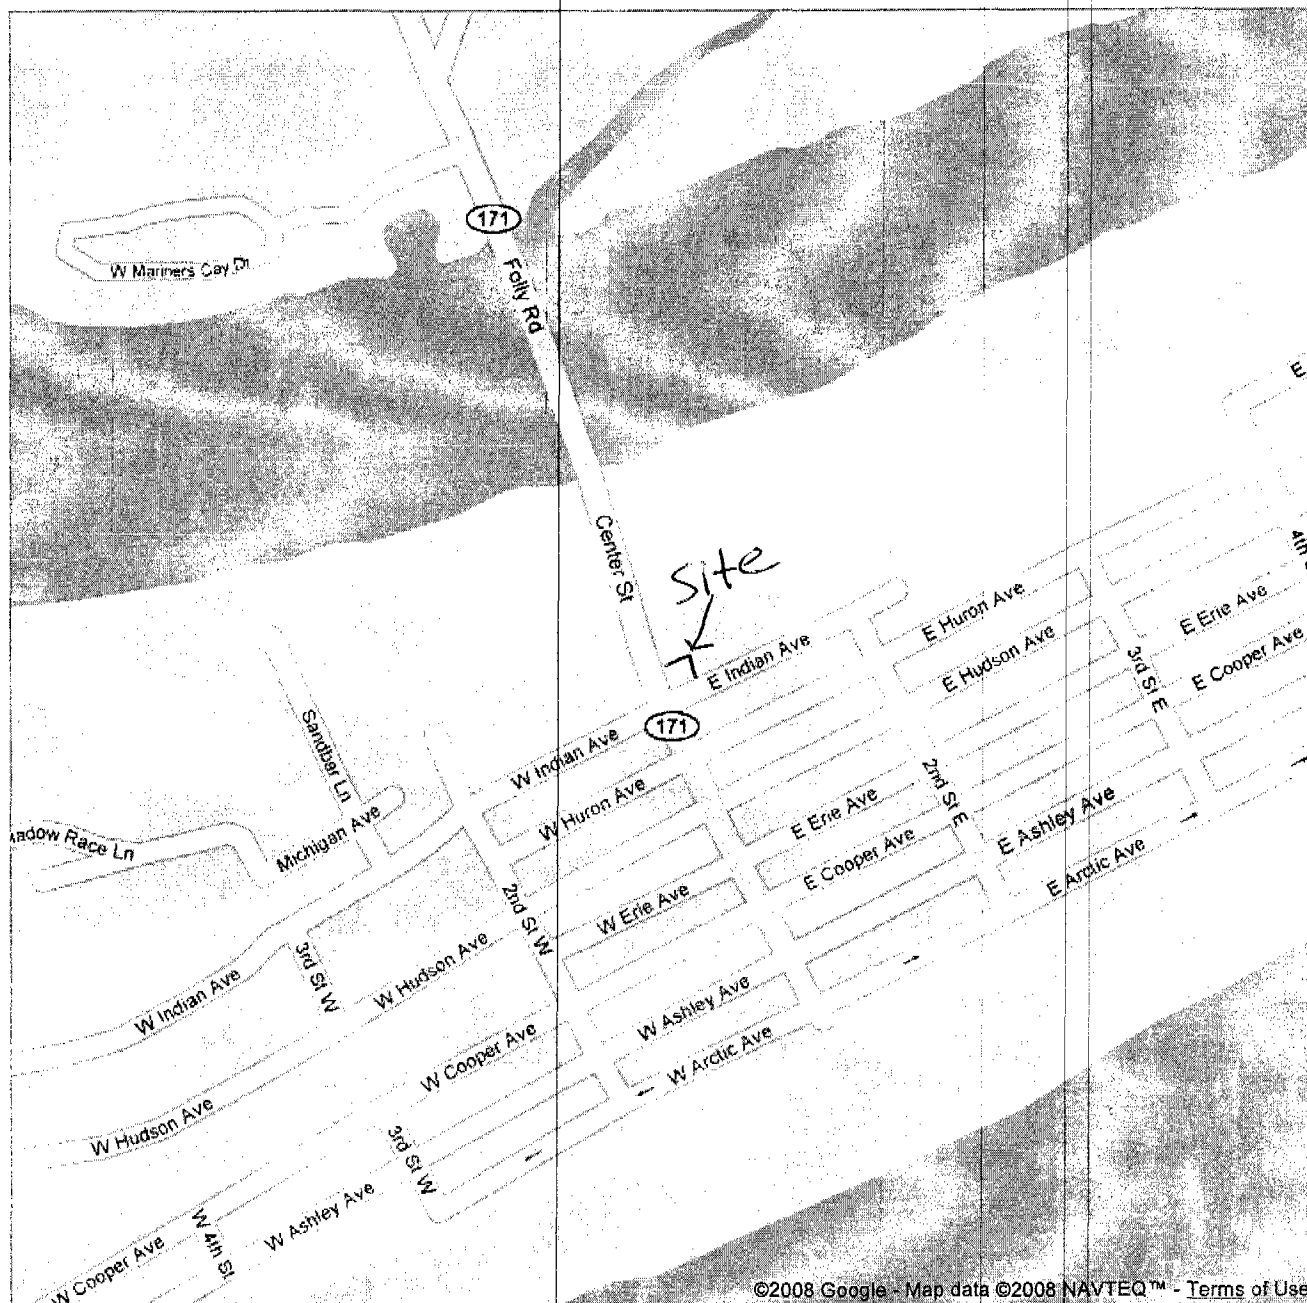 171
W Mariners Cay Dr
Folly Rd
E
Center St
site
4th
E Huron Ave
E Erie Ave
E Indian Ave
E Hudson Ave
E Cooper Ave
3rd St E
171
Sandbar Ln
W Indian Ave
W Huron Ave
2nd St E
E Erie Ave
E Ashley Ave
adow Race Ln
Michigan Ave
E Cooper Ave
E Arctic Ave
2nd St W
W Erie Ave
W Hudson Ave
3rd St W
W Indian Ave
W Ashley Ave
W Cooper Ave
W Arctic Ave
W Hudson Ave
3rd St W
W Ashley Ave
W 4th St
W Cooper Ave
©2008 Google - Map data ©2008 NAVTEQ™ - Terms of Use